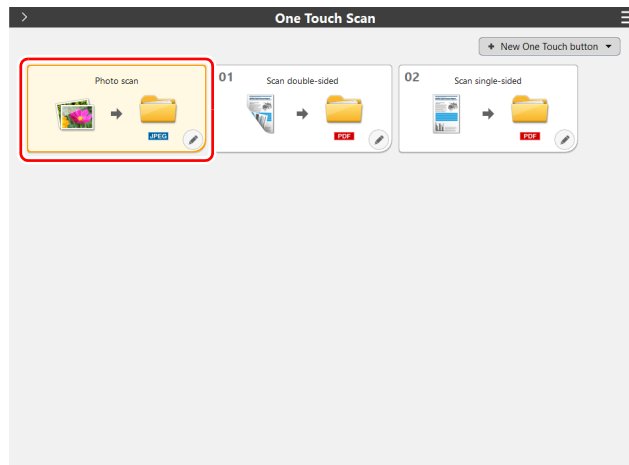 One Touch Scan
+ New One Touch button
Photo scan
JPEG
01 Scan double-sided
PDF
02 Scan single-sided
PDF